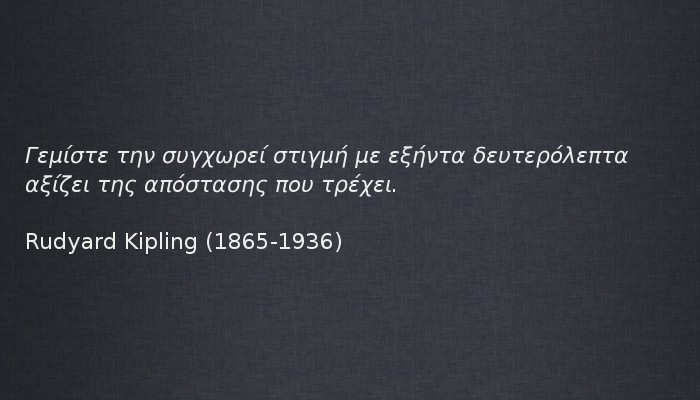 Γεμίστε την συγχωρεί στιγμή με εξήντα δευτερόλεπτα
αξίζει της απόστασης που τρέχει.
Rudyard Kipling (1865-1936)